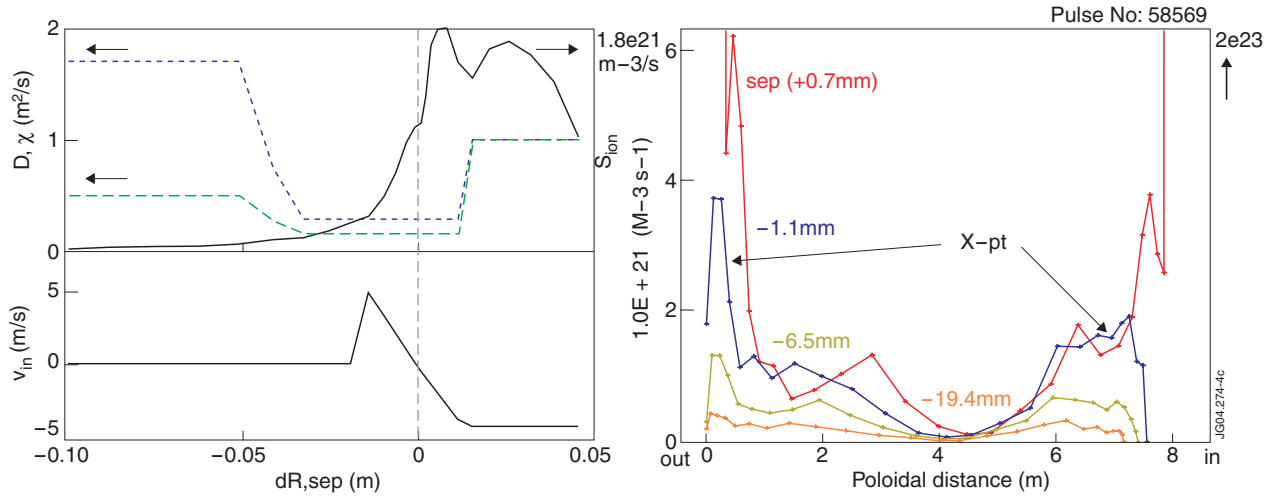 Pulse No: 58569
2
1
0
D, χ (m²/s)
1.8e21
m−3/s
S_ion
5
0
−5
v_in (m/s)
−0.10
−0.05
0
0.05
dR,sep (m)
6
4
2
0
1.0E + 21 (M−3 s−1)
2e23
sep (+0.7mm)
−1.1mm
X−pt
−6.5mm
−19.4mm
out
0
2
4
6
8
in
Poloidal distance (m)
JG04.274-4c